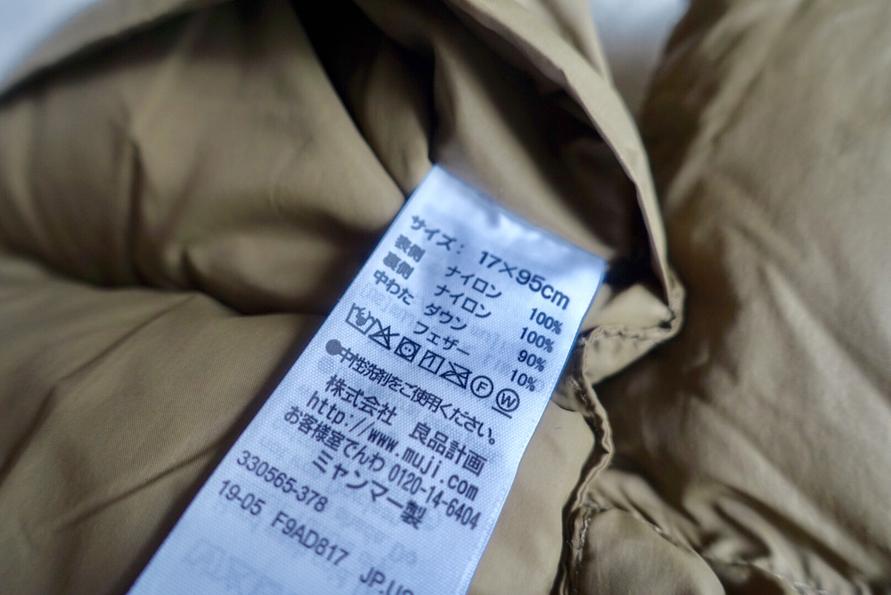 サイズ: 17×95cm
表側 ナイロン 100%
裏側 ナイロン 100%
中わた ダウン 90%
フェザー 10%
F W
●中性洗剤をご使用ください。
株式会社 良品計画
http://www.muji.com
お客様室でんわ 0120-14-6404
ミャンマー製
330565-378
19-05 F9AD817 JP.US